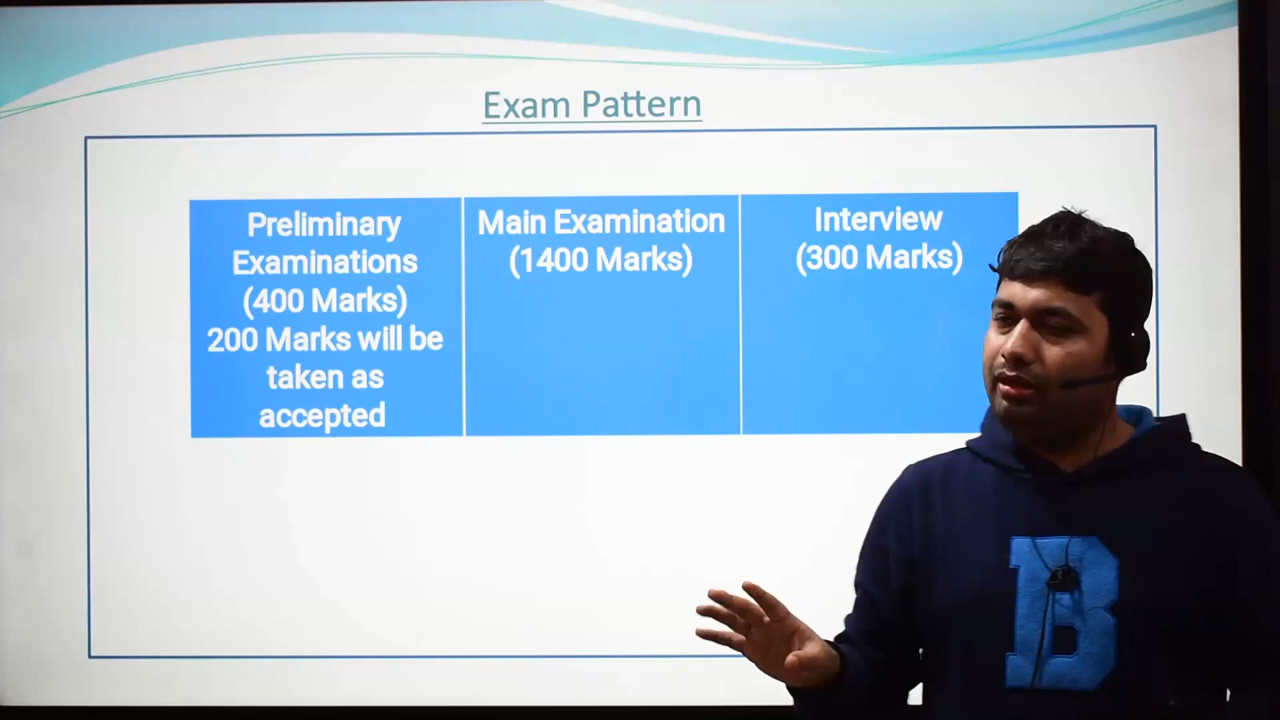 Exam Pattern
Preliminary
Examinations
(400 Marks)
200 Marks will be
taken as
accepted
Main Examination
(1400 Marks)
Interview
(300 Marks)
B